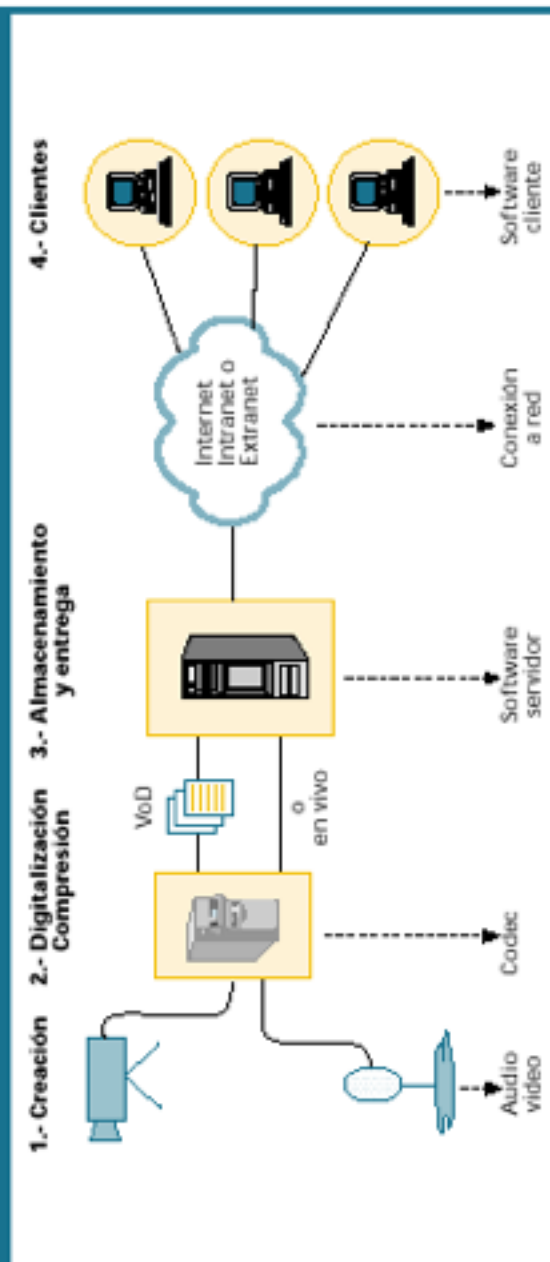 1.- Creación
2.- Digitalización
Compresión
3.- Almacenamiento
y entrega
4.- Clientes
VoD
o
en vivo
Internet
Intranet o
Extranet
Audio
video
Codec
Software
servidor
Conexión
a red
Software
cliente